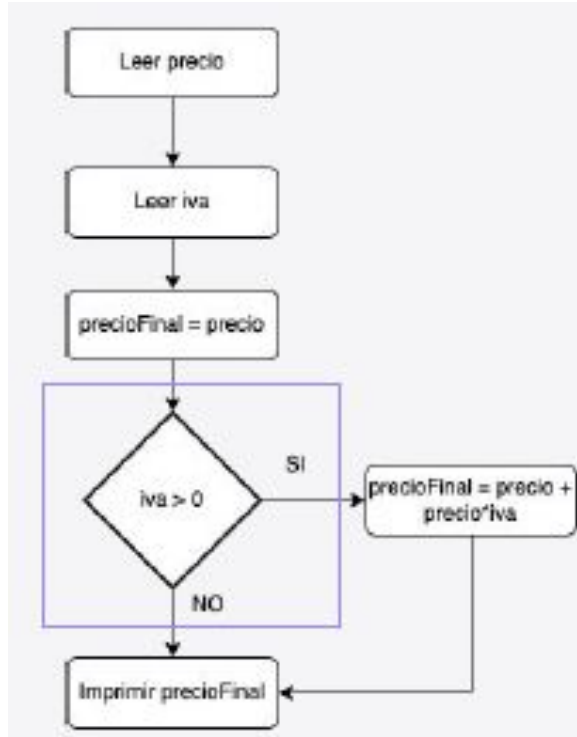 Leer precio
Leer iva
precioFinal = precio
iva > 0
SI
precioFinal = precio +
precio*iva
NO
Imprimir precioFinal